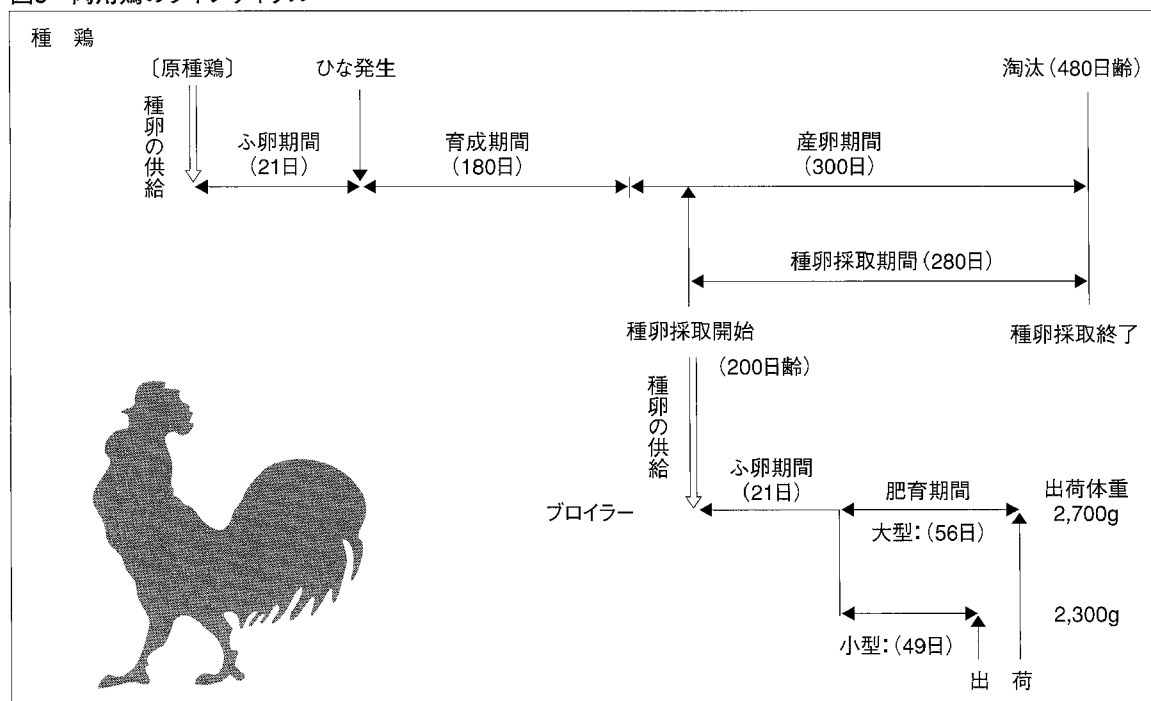 種 鶏
〔原種鶏〕
ひな発生
淘汰(480日齢)
種卵の供給
ふ卵期間
(21日)
育成期間
(180日)
産卵期間
(300日)
種卵採取期間(280日)
種卵採取開始
(200日齢)
種卵採取終了
種卵の供給
ブロイラー
ふ卵期間
(21日)
肥育期間
大型:(56日)
出荷体重
2,700g
小型:(49日)
2,300g
出 荷